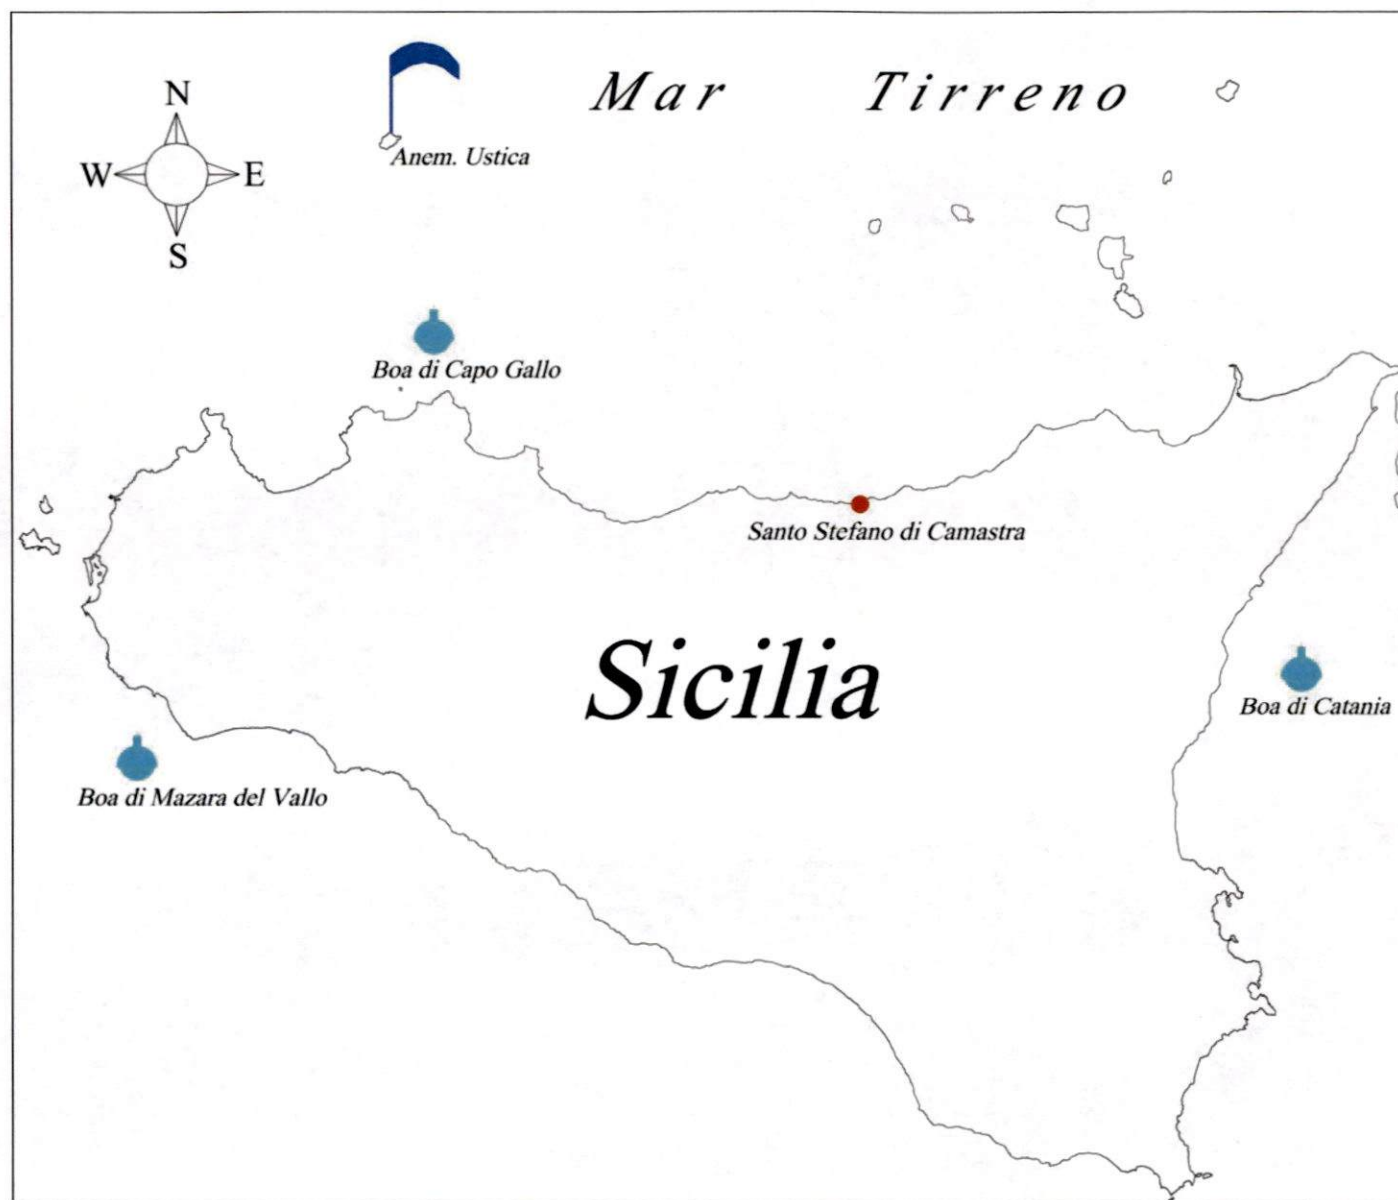 Mar Tirreno
N
W E
S
Anem. Ustica
Boa di Capo Gallo
Santo Stefano di Camastra
Sicilia
Boa di Catania
Boa di Mazara del Vallo